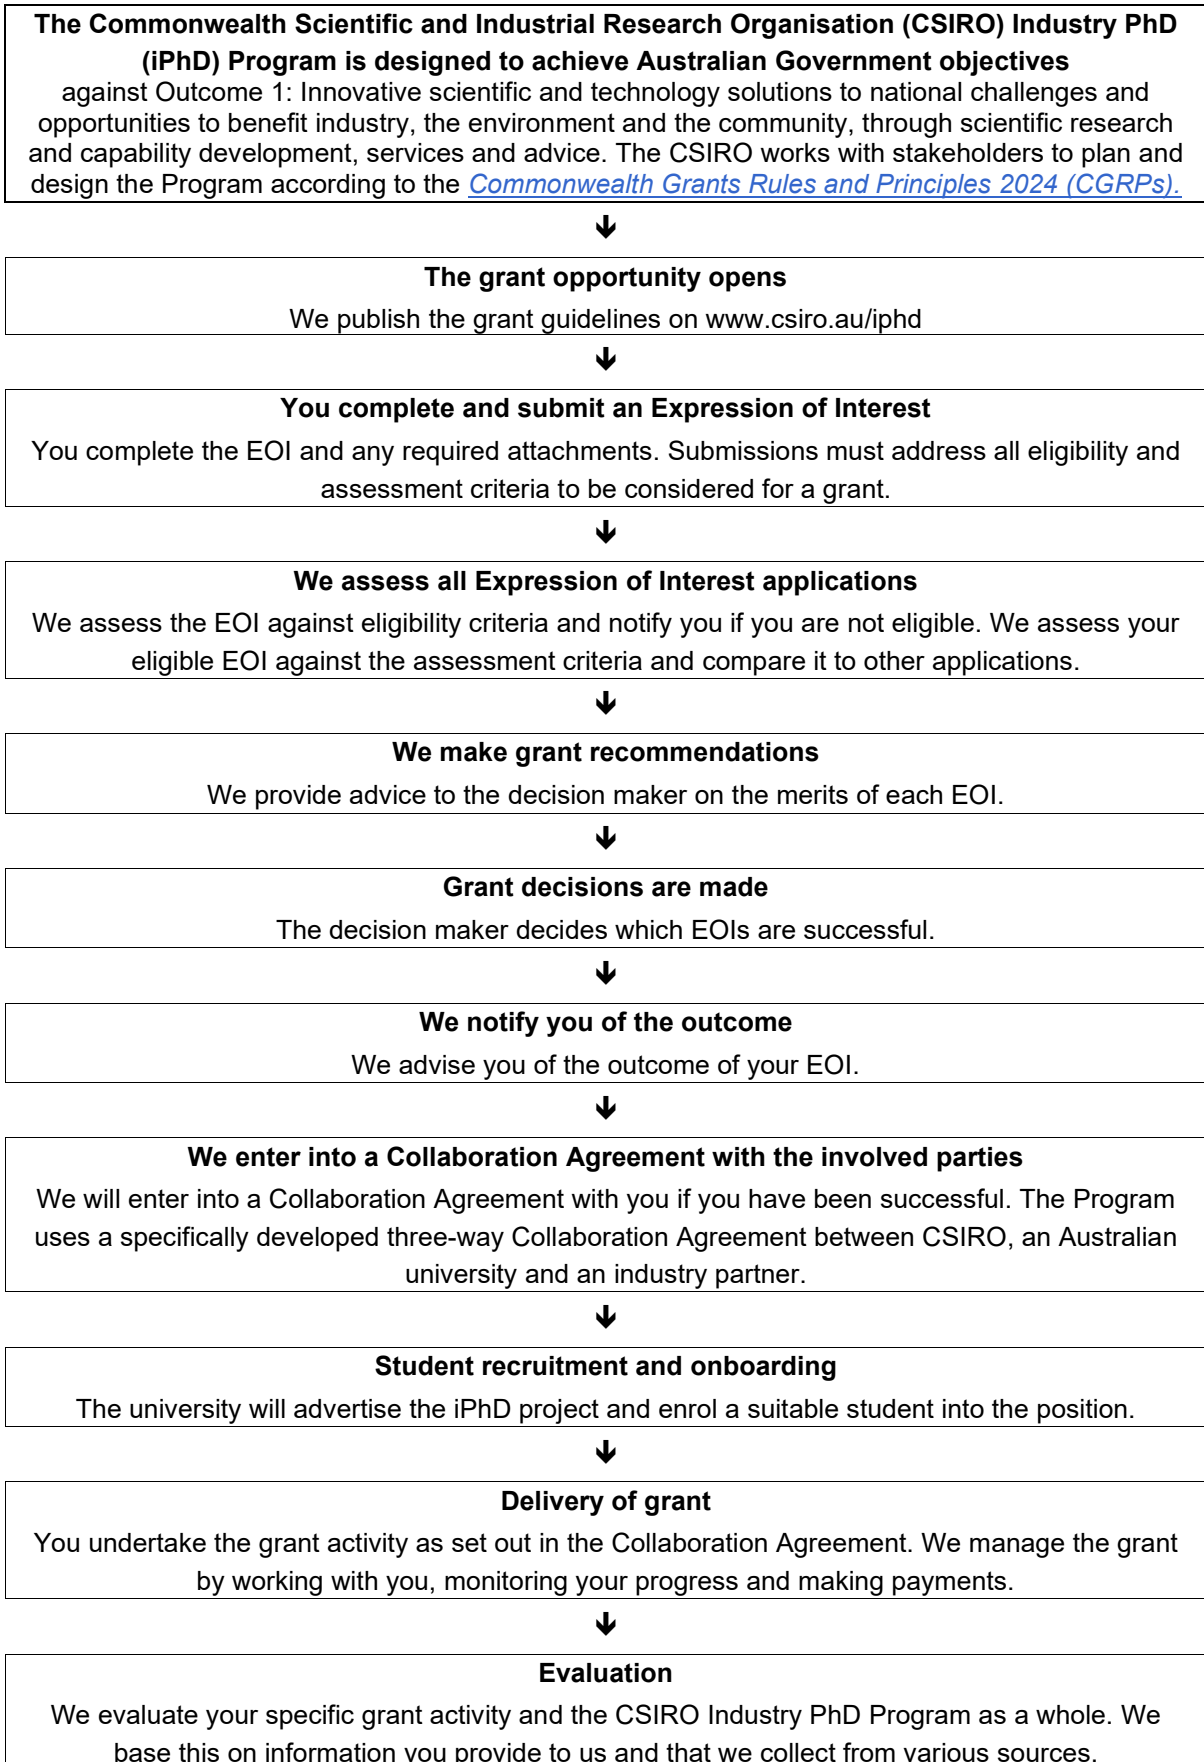 The Commonwealth Scientific and Industrial Research Organisation (CSIRO) Industry PhD
(iPhD) Program is designed to achieve Australian Government objectives
against Outcome 1: Innovative scientific and technology solutions to national challenges and
opportunities to benefit industry, the environment and the community, through scientific research
and capability development, services and advice. The CSIRO works with stakeholders to plan and
design the Program according to the Commonwealth Grants Rules and Principles 2024 (CGRPs).
The grant opportunity opens
We publish the grant guidelines on www.csiro.au/iphd
You complete and submit an Expression of Interest
You complete the EOI and any required attachments. Submissions must address all eligibility and
assessment criteria to be considered for a grant.
We assess all Expression of Interest applications
We assess the EOI against eligibility criteria and notify you if you are not eligible. We assess your
eligible EOI against the assessment criteria and compare it to other applications.
We make grant recommendations
We provide advice to the decision maker on the merits of each EOI.
Grant decisions are made
The decision maker decides which EOIs are successful.
We notify you of the outcome
We advise you of the outcome of your EOI.
We enter into a Collaboration Agreement with the involved parties
We will enter into a Collaboration Agreement with you if you have been successful. The Program
uses a specifically developed three-way Collaboration Agreement between CSIRO, an Australian
university and an industry partner.
Student recruitment and onboarding
The university will advertise the iPhD project and enrol a suitable student into the position.
Delivery of grant
You undertake the grant activity as set out in the Collaboration Agreement. We manage the grant
by working with you, monitoring your progress and making payments.
Evaluation
We evaluate your specific grant activity and the CSIRO Industry PhD Program as a whole. We
base this on information you provide to us and that we collect from various sources.